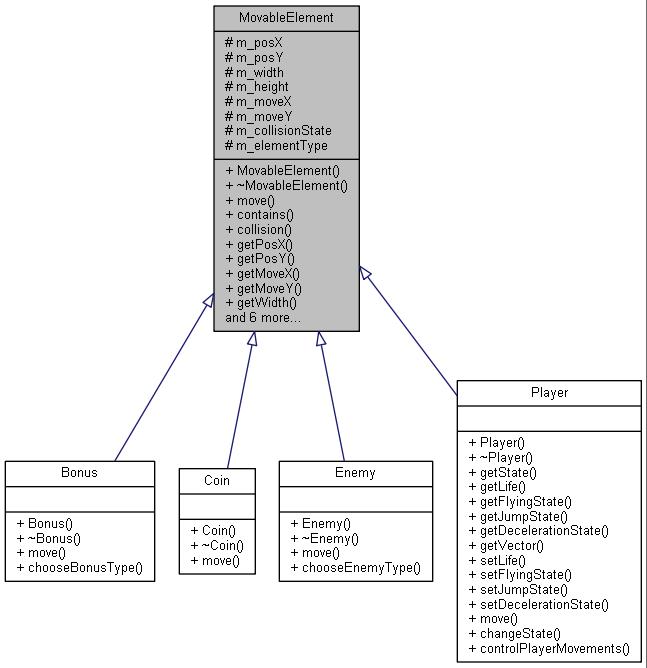 MovableElement
# m_posX
# m_posY
# m_width
# m_height
# m_moveX
# m_moveY
# m_collisionState
# m_elementType
+ MovableElement()
+ ~MovableElement()
+ move()
+ contains()
+ collision()
+ getPosX()
+ getPosY()
+ getMoveX()
+ getMoveY()
+ getWidth()
and 6 more...
Bonus
+ Bonus()
+ ~Bonus()
+ move()
+ chooseBonusType()
Coin
+ Coin()
+ ~Coin()
+ move()
Enemy
+ Enemy()
+ ~Enemy()
+ move()
+ chooseEnemyType()
Player
+ Player()
+ ~Player()
+ getState()
+ getLife()
+ getFlyingState()
+ getJumpState()
+ getDecelerationState()
+ getVector()
+ setLife()
+ setFlyingState()
+ setJumpState()
+ setDecelerationState()
+ move()
+ changeState()
+ controlPlayerMovements()